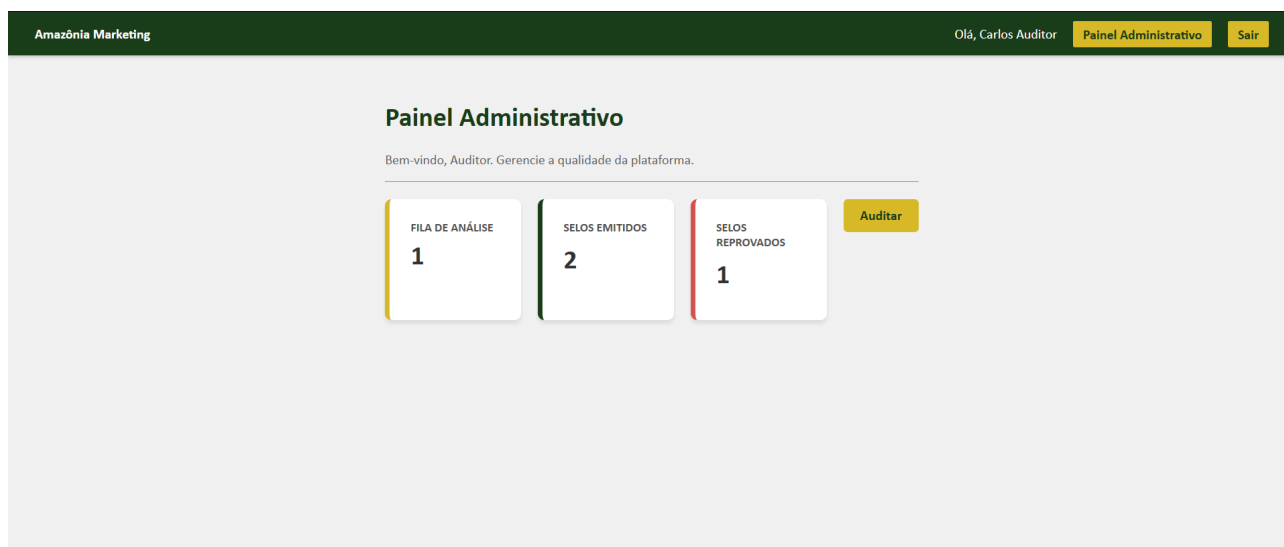 Amazônia Marketing
Olá, Carlos Auditor
Painel Administrativo
Sair
Painel Administrativo
Bem-vindo, Auditor. Gerencie a qualidade da plataforma.
FILA DE ANÁLISE
1
SELOS EMITIDOS
2
SELOS
REPROVADOS
1
Auditar